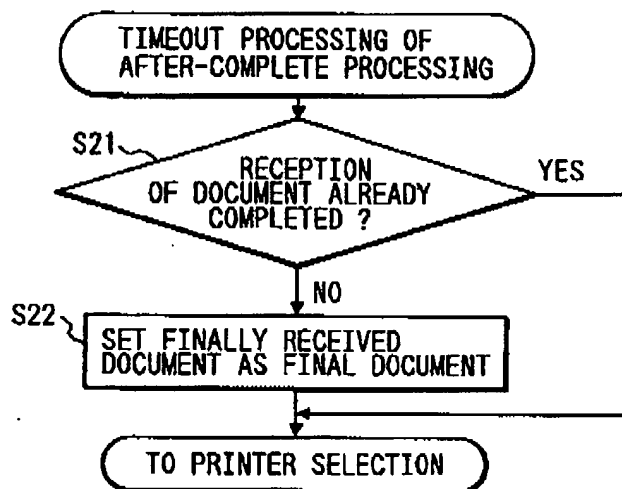 TIMEOUT PROCESSING OF
AFTER-COMPLETE PROCESSING
S21
RECEPTION
OF DOCUMENT ALREADY
COMPLETED ?
YES
NO
S22
SET FINALLY RECEIVED
DOCUMENT AS FINAL DOCUMENT
TO PRINTER SELECTION